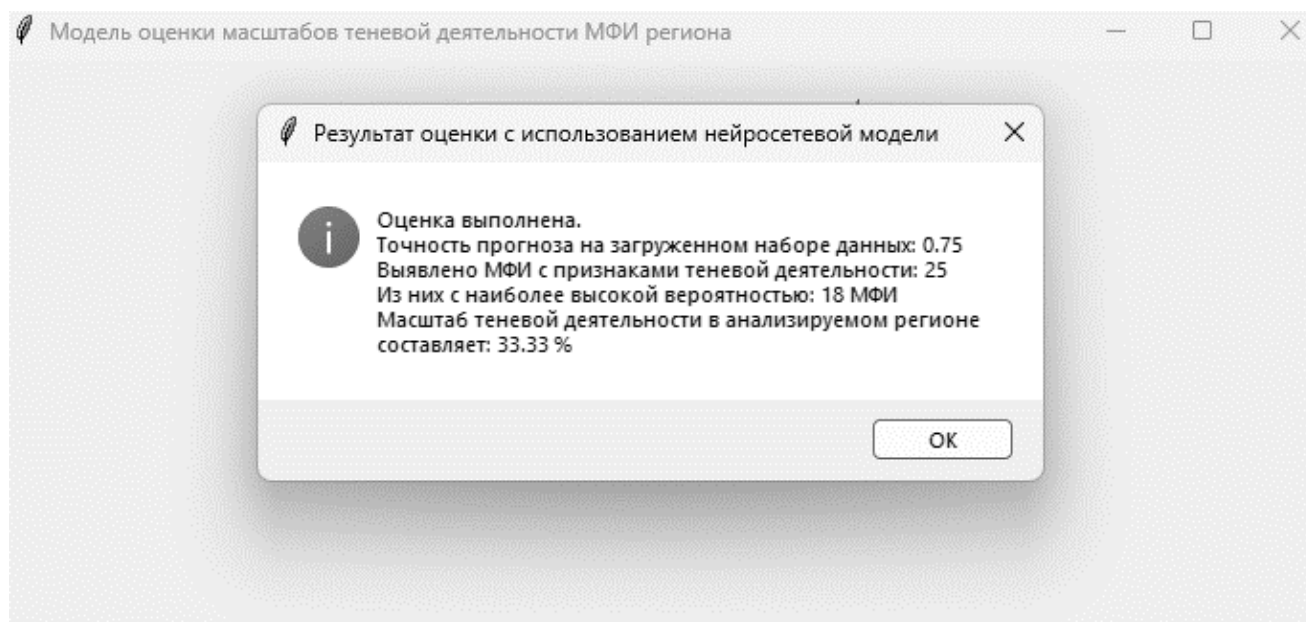 Модель оценки масштабов теневой деятельности МФИ региона
Результат оценки с использованием нейросетевой модели
Оценка выполнена.
Точность прогноза на загруженном наборе данных: 0.75
Выявлено МФИ с признаками теневой деятельности: 25
Из них с наиболее высокой вероятностью: 18 МФИ
Масштаб теневой деятельности в анализируемом регионе
составляет: 33.33 %
ОК